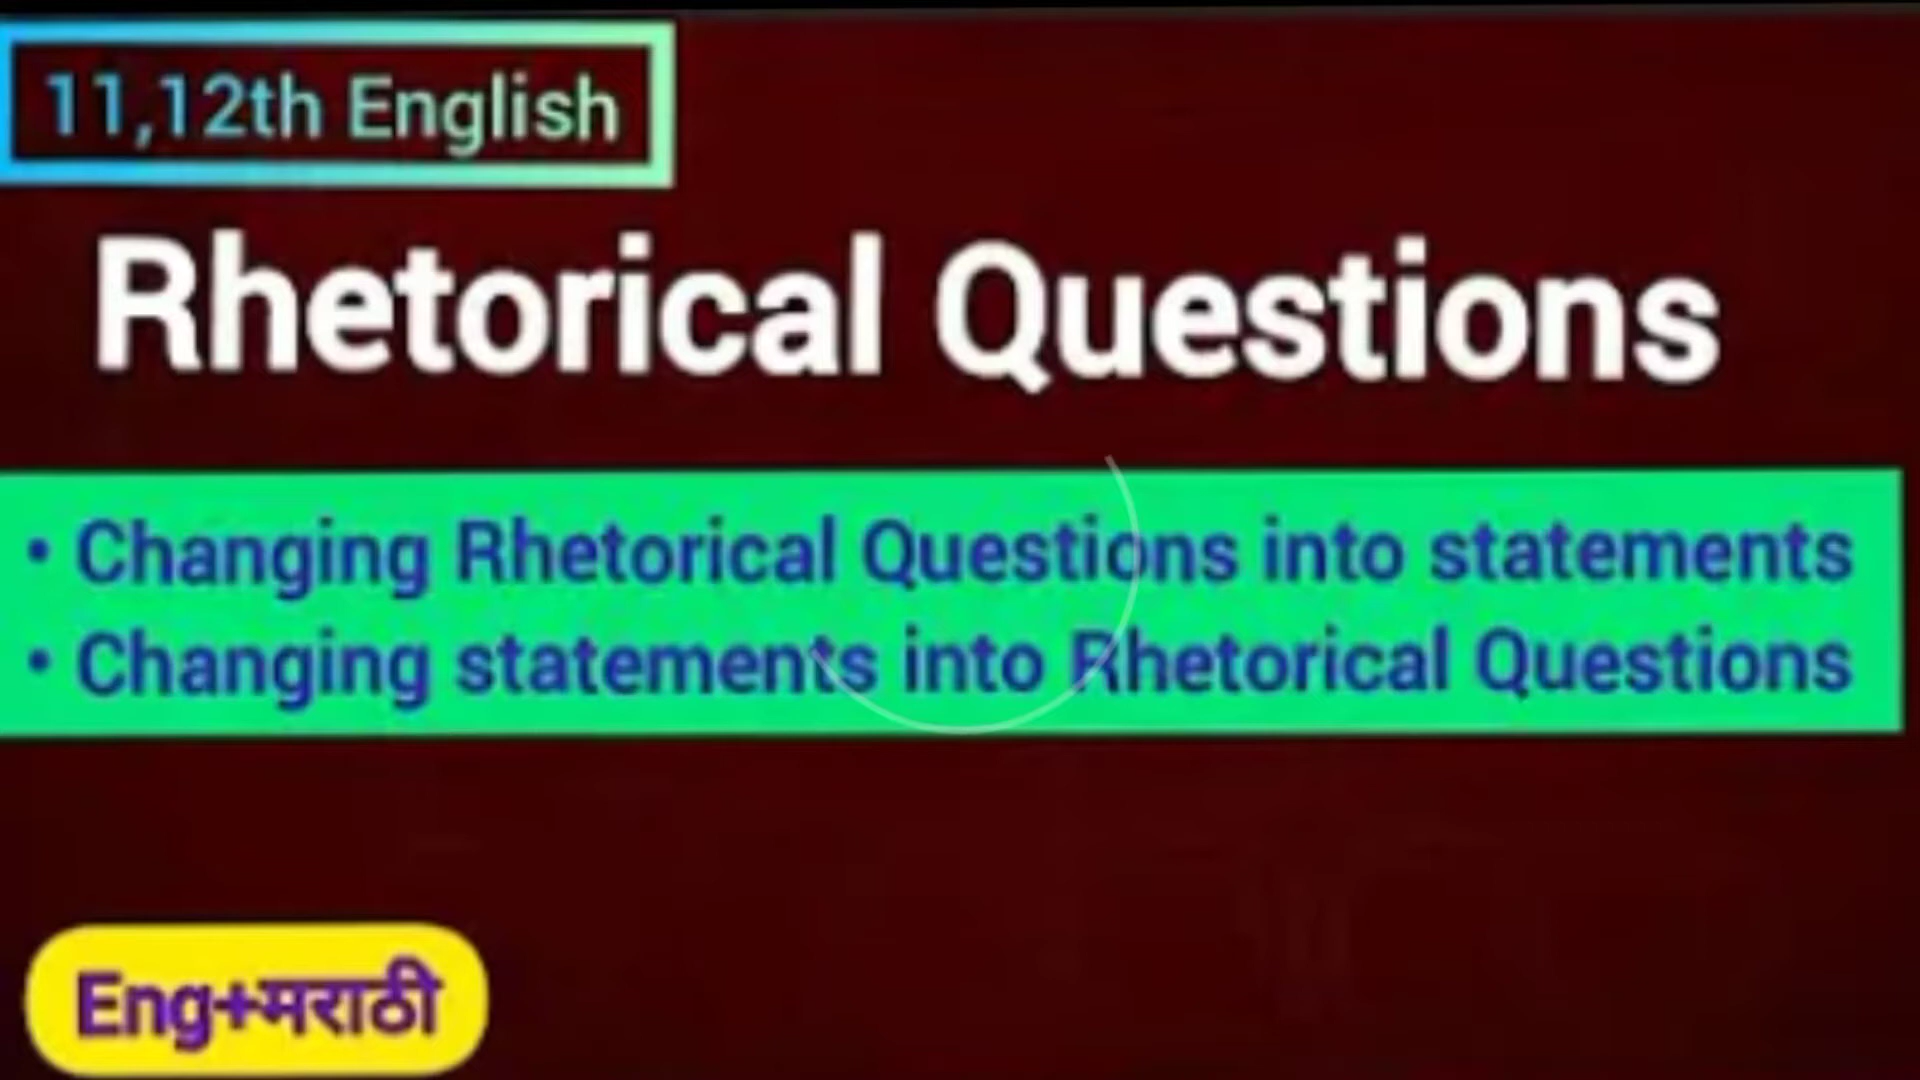 11,12th English
Rhetorical Questions
• Changing Rhetorical Questions into statements
• Changing statements into Rhetorical Questions
Eng+मराठी